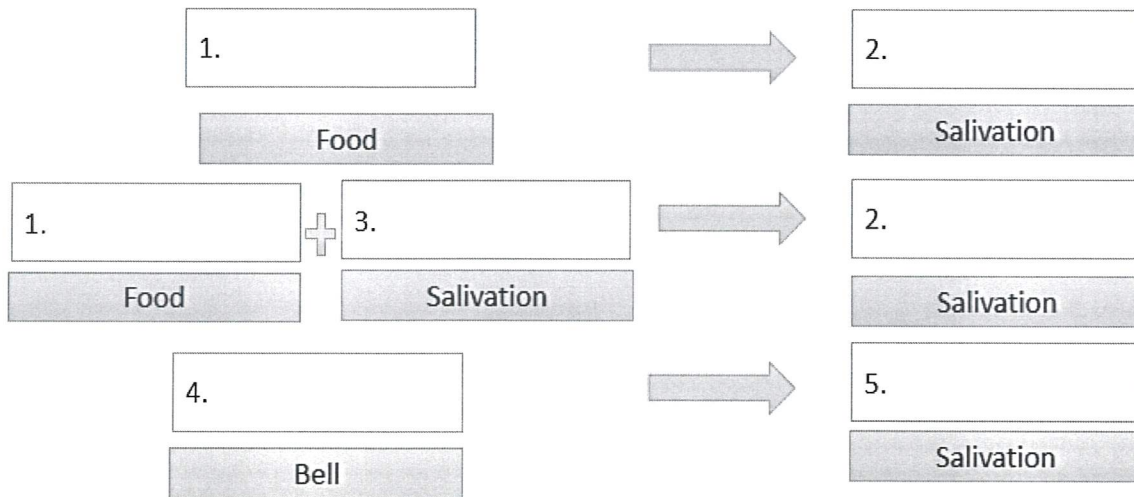 1.
2.
Food
Salivation
1.
3.
2.
Food
Salivation
Salivation
4.
5.
Bell
Salivation